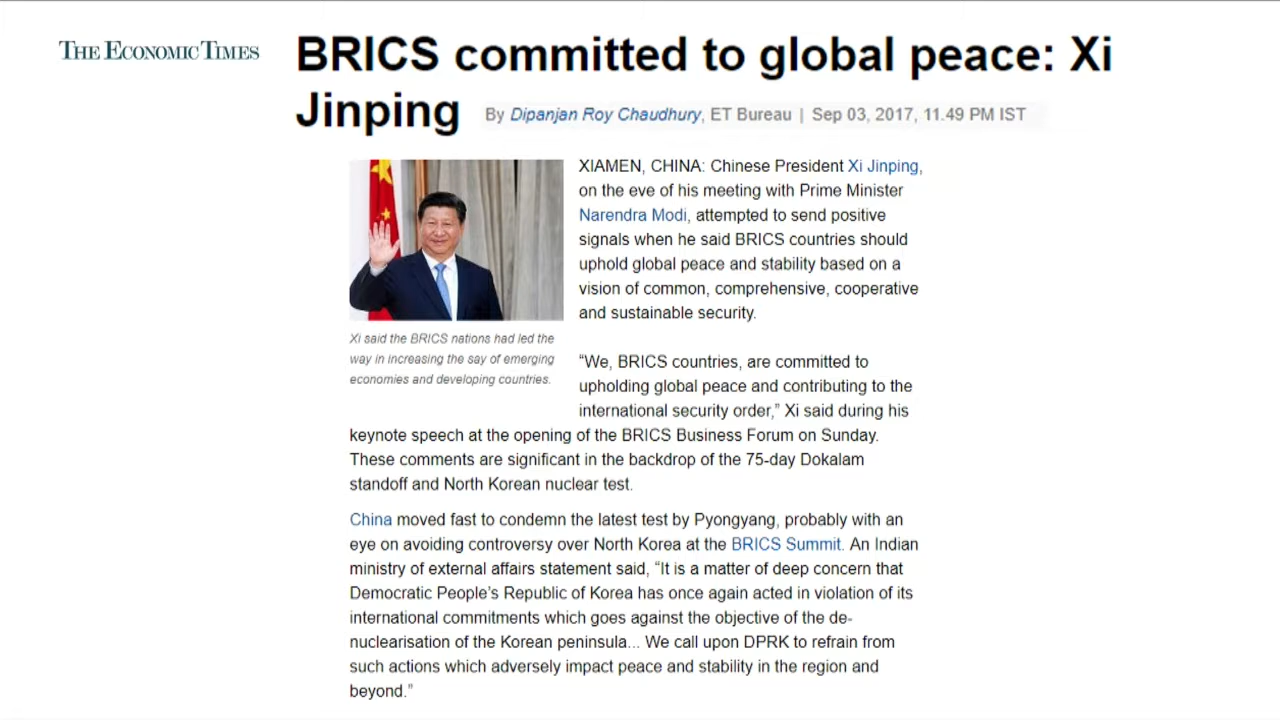 THE ECONOMIC TIMES
BRICS committed to global peace: Xi
Jinping By Dipanjan Roy Chaudhury, ET Bureau | Sep 03, 2017, 11.49 PM IST
XIAMEN, CHINA: Chinese President Xi Jinping,
on the eve of his meeting with Prime Minister
Narendra Modi, attempted to send positive
signals when he said BRICS countries should
uphold global peace and stability based on a
vision of common, comprehensive, cooperative
and sustainable security.
Xi said the BRICS nations had led the
way in increasing the say of emerging
economies and developing countries.
“We, BRICS countries, are committed to
upholding global peace and contributing to the
international security order,” Xi said during his
keynote speech at the opening of the BRICS Business Forum on Sunday.
These comments are significant in the backdrop of the 75-day Dokalam
standoff and North Korean nuclear test.
China moved fast to condemn the latest test by Pyongyang, probably with an
eye on avoiding controversy over North Korea at the BRICS Summit. An Indian
ministry of external affairs statement said, “It is a matter of deep concern that
Democratic People’s Republic of Korea has once again acted in violation of its
international commitments which goes against the objective of the de-
nuclearisation of the Korean peninsula... We call upon DPRK to refrain from
such actions which adversely impact peace and stability in the region and
beyond.”